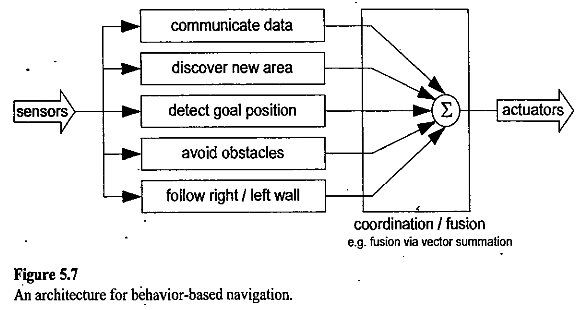 communicate data
discover new area
sensors
detect goal position
Σ
actuators
avoid obstacles
follow right / left wall
coordination / fusion
e.g. fusion via vector summation
Figure 5.7
An architecture for behavior-based navigation.